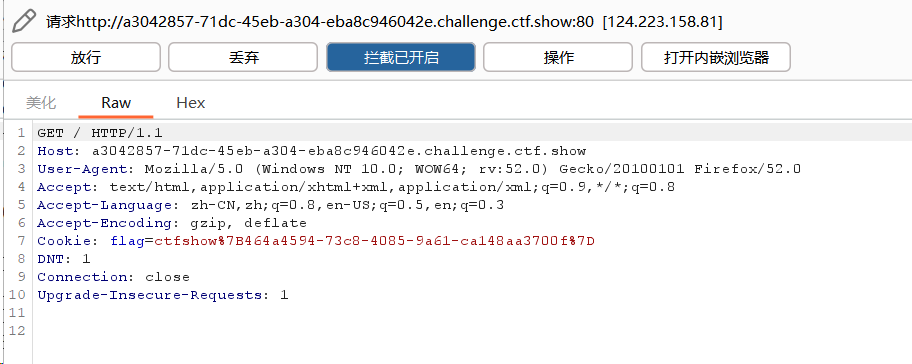 请求http://a3042857-71dc-45eb-a304-eba8c946042e.challenge.ctf.show:80 [124.223.158.81]
放行 丢弃 拦截已开启 操作 打开内嵌浏览器
美化 Raw Hex
1 GET / HTTP/1.1
2 Host: a3042857-71dc-45eb-a304-eba8c946042e.challenge.ctf.show
3 User-Agent: Mozilla/5.0 (Windows NT 10.0; WOW64; rv:52.0) Gecko/20100101 Firefox/52.0
4 Accept: text/html,application/xhtml+xml,application/xml;q=0.9,*/*;q=0.8
5 Accept-Language: zh-CN,zh;q=0.8,en-US;q=0.5,en;q=0.3
6 Accept-Encoding: gzip, deflate
7 Cookie: flag=ctfshow%7B464a4594-73c8-4085-9a61-ca148aa3700f%7D
8 DNT: 1
9 Connection: close
10 Upgrade-Insecure-Requests: 1
11
12